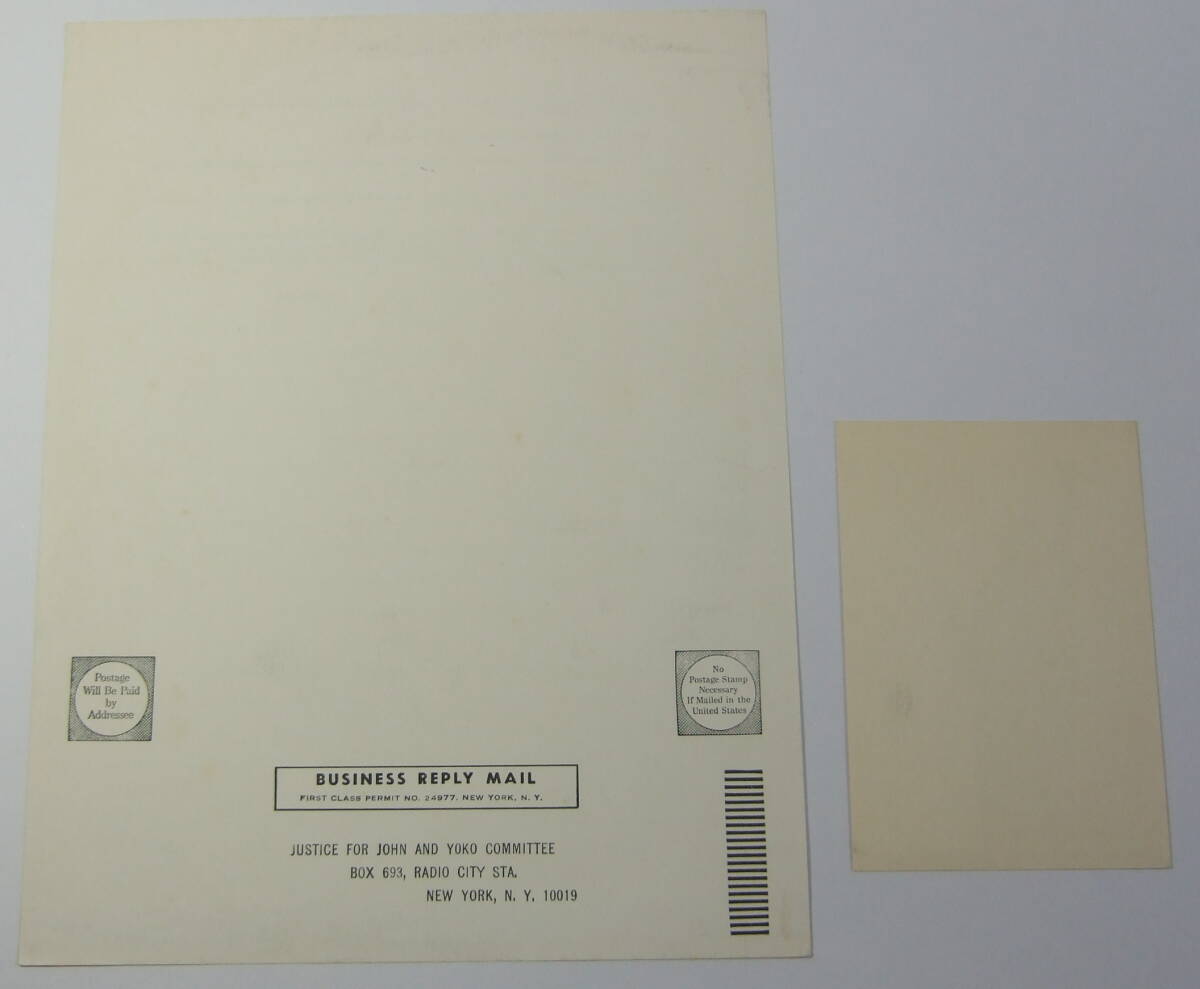 Postage
Will Be Paid
by
Addressee
No
Postage Stamp
Necessary
If Mailed in the
United States
BUSINESS REPLY MAIL
FIRST CLASS PERMIT NO. 24977, NEW YORK, N. Y.
JUSTICE FOR JOHN AND YOKO COMMITTEE
BOX 693, RADIO CITY STA.
NEW YORK, N. Y. 10019